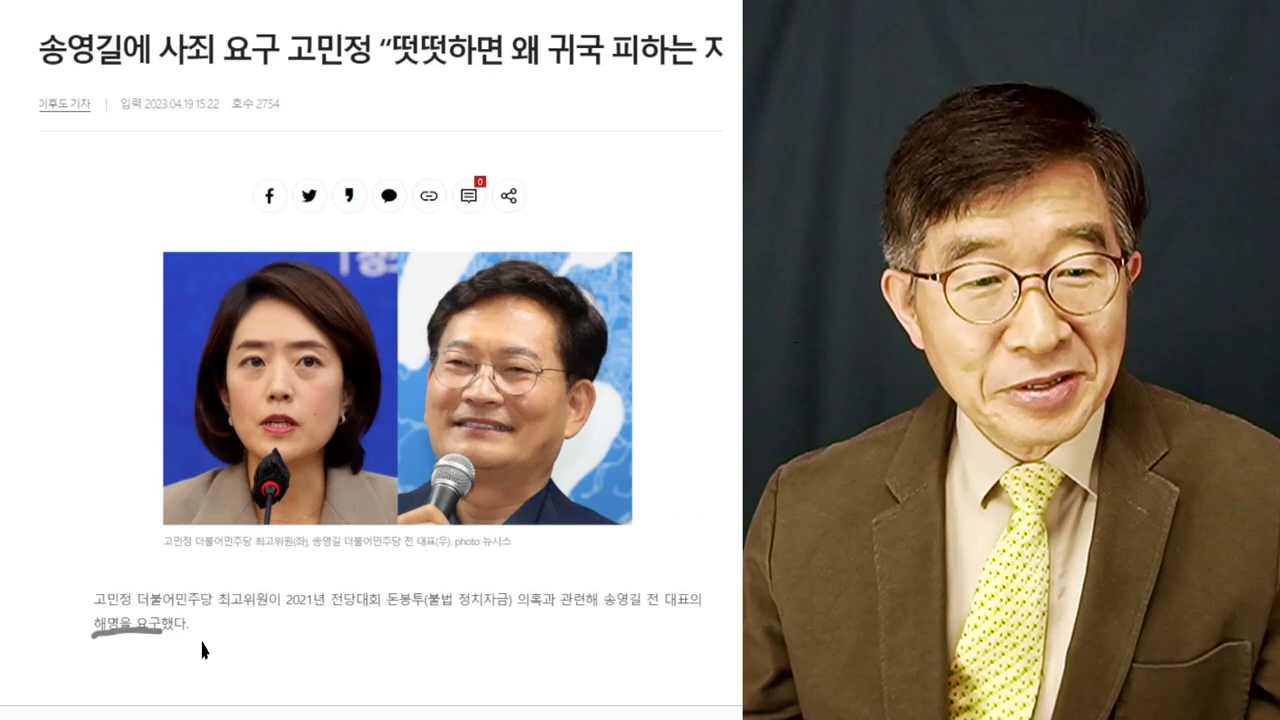 송영길에 사죄 요구 고민정 “떳떳하면 왜 귀국 피하는 지
이후도 기자 | 입력 2023.04.19 15:22 호수 2754
0
고민정 더불어민주당 최고위원(좌), 송영길 더불어민주당 전 대표(우). photo 뉴시스
고민정 더불어민주당 최고위원이 2021년 전당대회 돈봉투(불법 정치자금) 의혹과 관련해 송영길 전 대표의
해명을 요구했다.